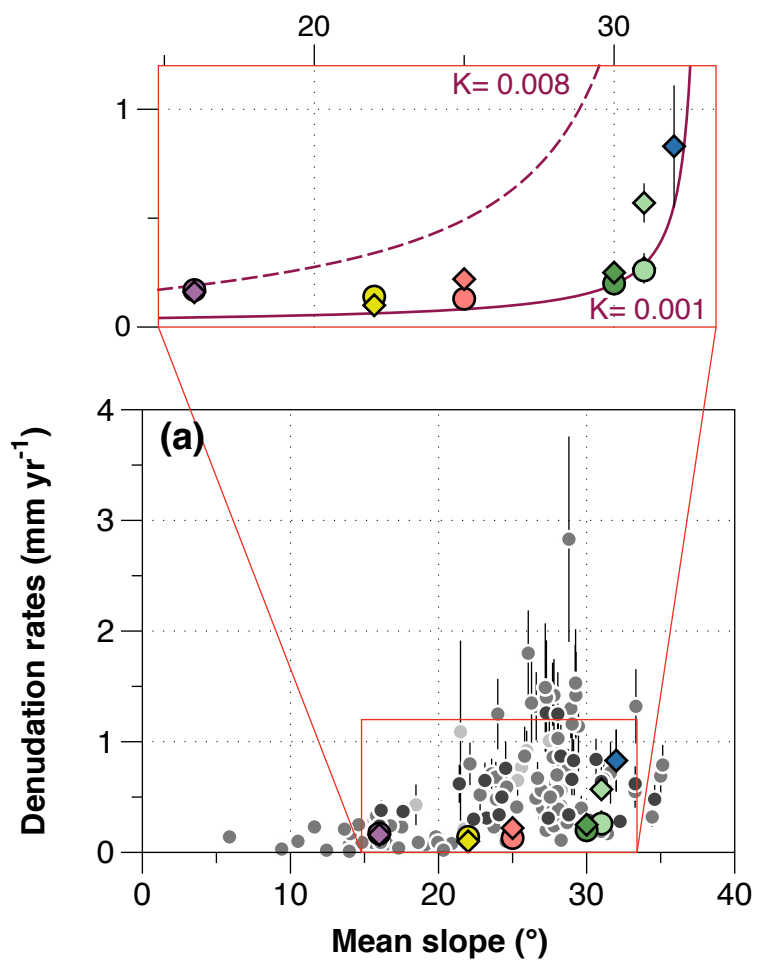 20 30
K= 0.008
1
K= 0.001
0
4
(a)
3
2
1
0
0 10 20 30 40
Denudation rates (mm yr⁻¹)
Mean slope (°)